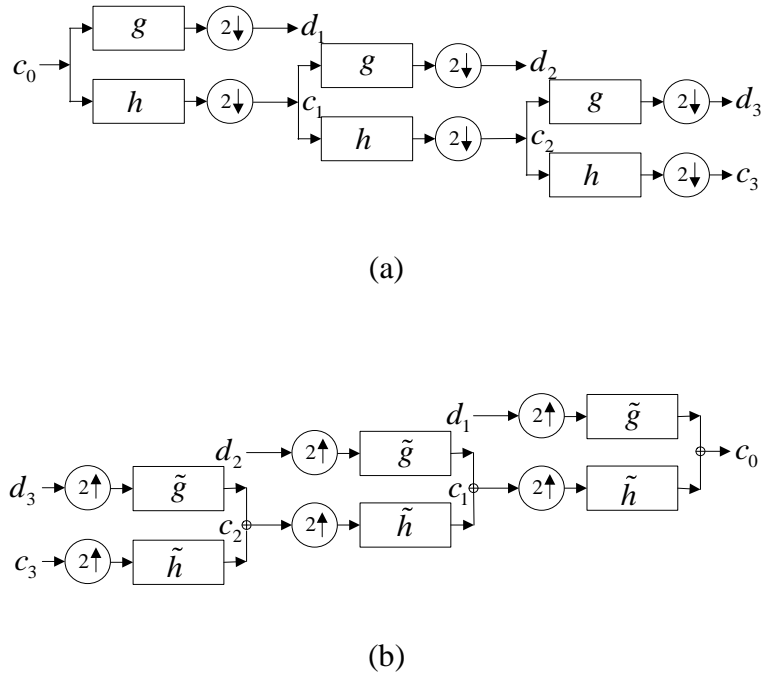 g 2↓ d₁
c₀ g 2↓ d₂
h 2↓ c₁ g 2↓ d₃
h 2↓ c₂
h 2↓ c₃
(a)
d₁ 2↑ g̃
d₂ 2↑ g̃ c₀
d₃ 2↑ g̃ c₁ 2↑ h̃
c₂ 2↑ h̃
c₃ 2↑ h̃
(b)